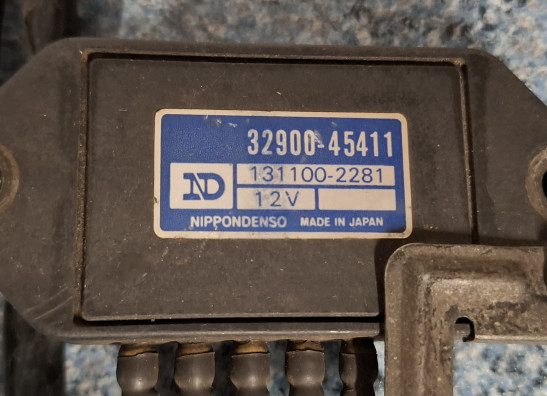 32900-45411
ND
131100-2281
12V
NIPPONDENSO MADE IN JAPAN